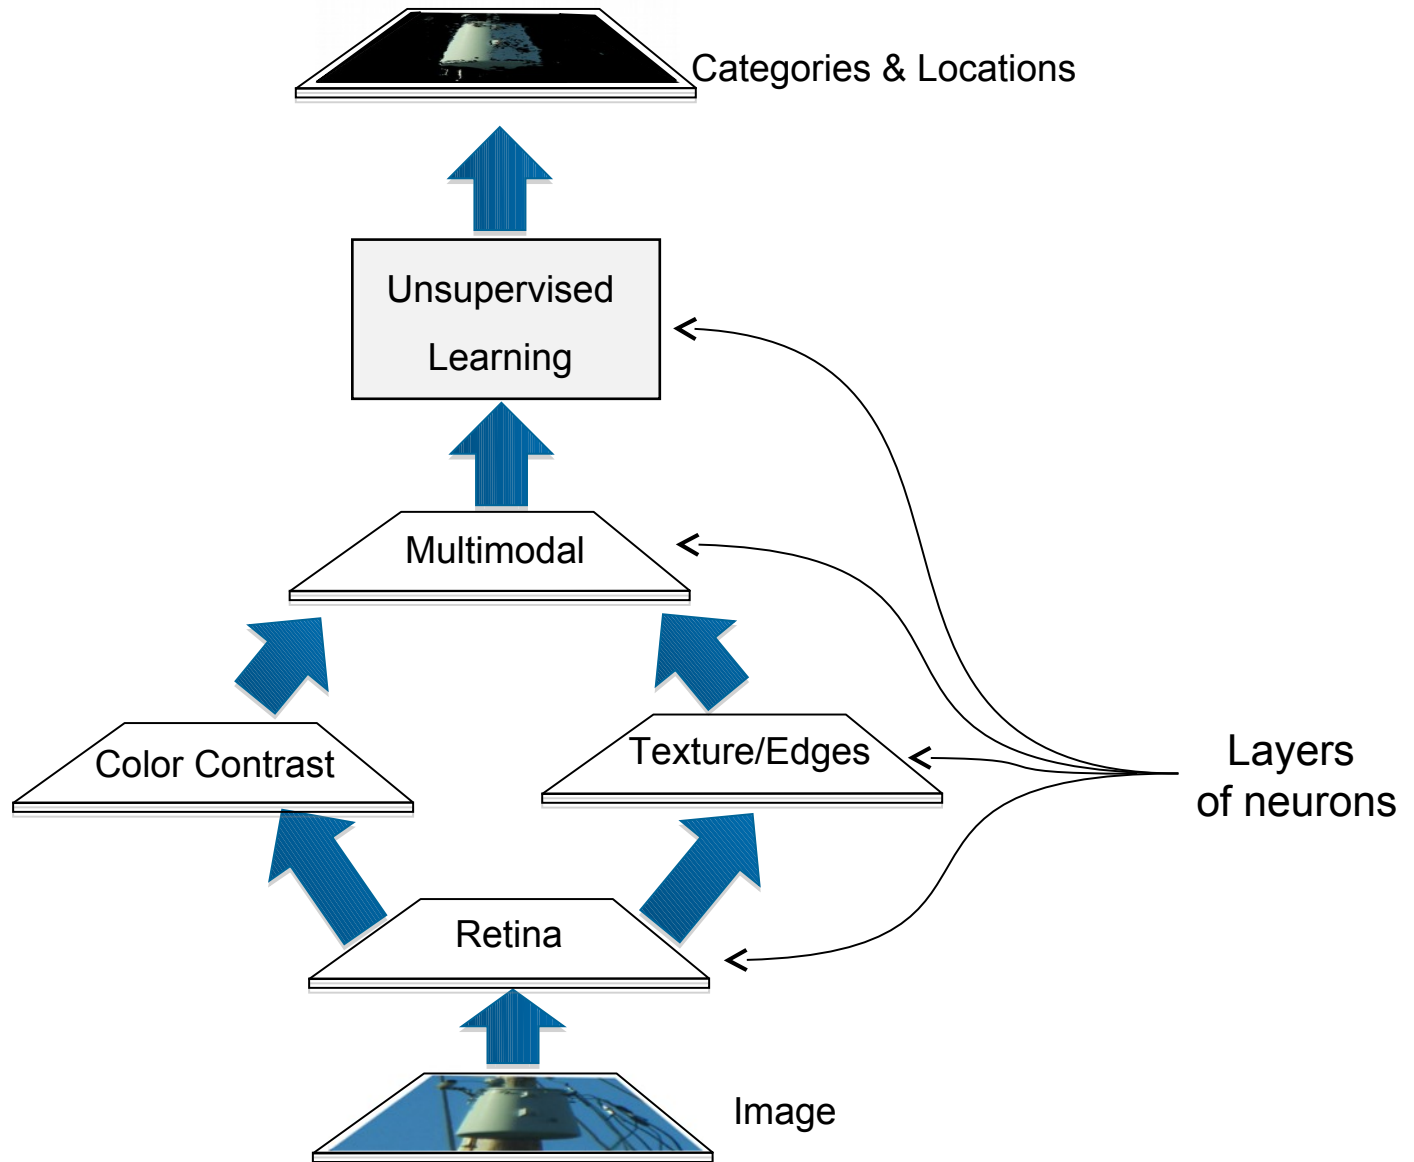 Categories & Locations
Unsupervised
Learning
Multimodal
Color Contrast
Texture/Edges
Layers
of neurons
Retina
Image